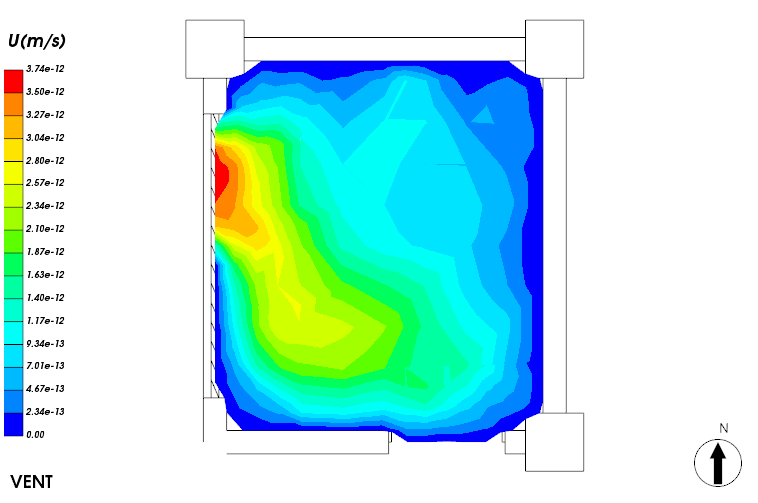 U(m/s)
3.74e-12
3.50e-12
3.27e-12
3.04e-12
2.80e-12
2.57e-12
2.34e-12
2.10e-12
1.87e-12
1.63e-12
1.40e-12
1.17e-12
9.34e-13
7.01e-13
4.67e-13
2.34e-13
0.00
N
VENT